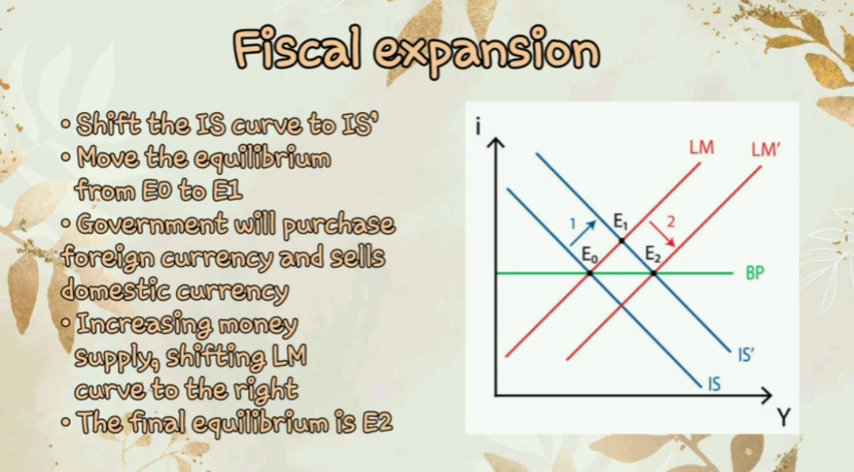 Fiscal expansion
• Shift the IS curve to IS'
• Move the equilibrium
from E0 to E1
• Government will purchase
foreign currency and sells
domestic currency
• Increasing money
supply, shifting LM
curve to the right
• The final equilibrium is E2
i
LM
LM'
1
E₁
2
E₀
E₂
BP
IS'
IS
Y